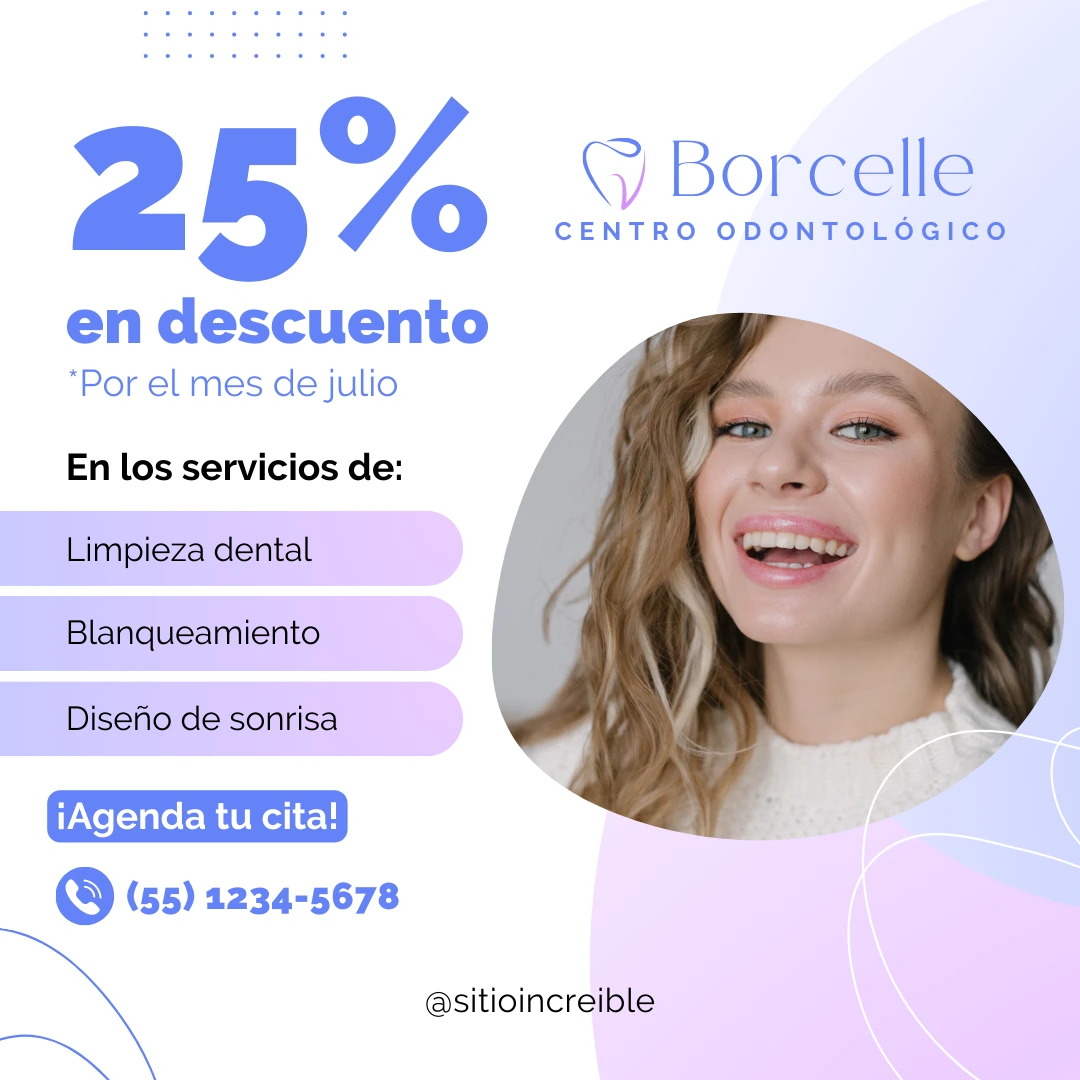 25%
en descuento
*Por el mes de julio
Borcelle
CENTRO ODONTOLÓGICO
En los servicios de:
Limpieza dental
Blanqueamiento
Diseño de sonrisa
¡Agenda tu cita!
(55) 1234-5678
@sitioincreible